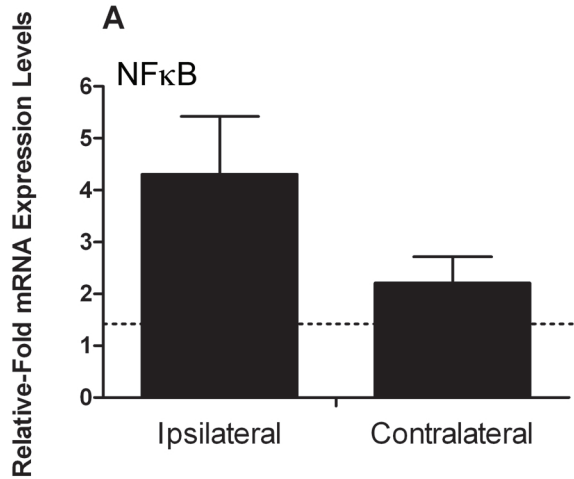 A
Relative-Fold mRNA Expression Levels
NFκB
6
5
4
3
2
1
0
Ipsilateral
Contralateral